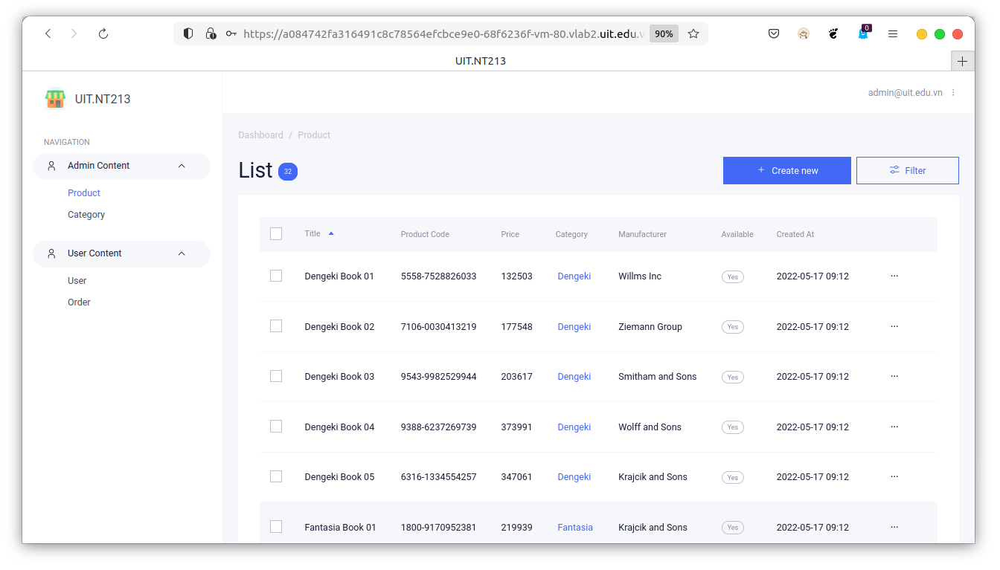 https://a084742fa316491c8c78564efcbce9e0-68f6236f-vm-80.vlab2.uit.edu.v
90%
0
UIT.NT213
UIT.NT213
admin@uit.edu.vn
NAVIGATION
Admin Content
Product
Category
User Content
User
Order
Dashboard / Product
List 32
+ Create new
Filter
Title Product Code Price Category Manufacturer Available Created At
Dengeki Book 01 5558-7528826033 132503 Dengeki Willms Inc Yes 2022-05-17 09:12 ...
Dengeki Book 02 7106-0030413219 177548 Dengeki Ziemann Group Yes 2022-05-17 09:12 ...
Dengeki Book 03 9543-9982529944 203617 Dengeki Smitham and Sons Yes 2022-05-17 09:12 ...
Dengeki Book 04 9388-6237269739 373991 Dengeki Wolff and Sons Yes 2022-05-17 09:12 ...
Dengeki Book 05 6316-1334554257 347061 Dengeki Krajcik and Sons Yes 2022-05-17 09:12 ...
Fantasia Book 01 1800-9170952381 219939 Fantasia Krajcik and Sons Yes 2022-05-17 09:12 ...